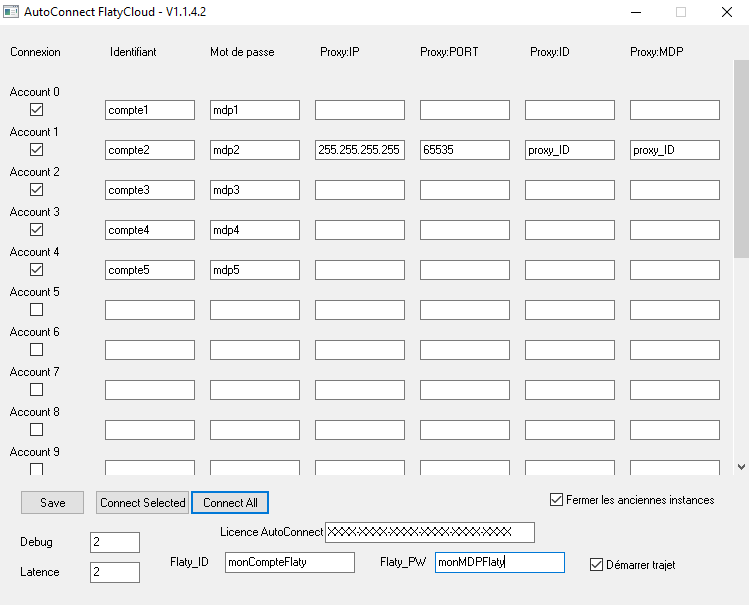 AutoConnect FlatyCloud - V1.1.4.2
Connexion Identifiant Mot de passe Proxy:IP Proxy:PORT Proxy:ID Proxy:MDP
Account 0
compte1 mdp1
Account 1
compte2 mdp2 255.255.255.255 65535 proxy_ID proxy_ID
Account 2
compte3 mdp3
Account 3
compte4 mdp4
Account 4
compte5 mdp5
Account 5
Account 6
Account 7
Account 8
Account 9
Save Connect Selected Connect All Fermer les anciennes instances
Debug 2 Licence AutoConnect XXXX-XXXX-XXXX-XXXX-XXXX-XXXX
Latence 2 Flaty_ID monCompteFlaty Flaty_PW monMDPFlaty Démarrer trajet